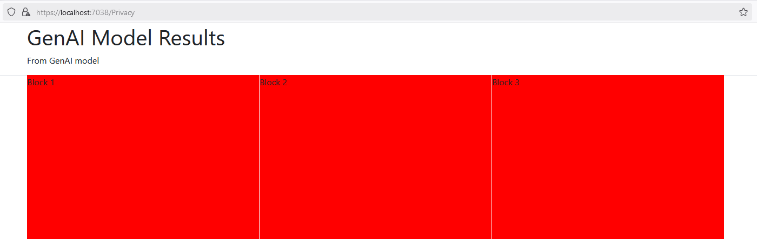 https://localhost:7038/Privacy
GenAI Model Results
From GenAI model
Block 1
Block 2
Block 3